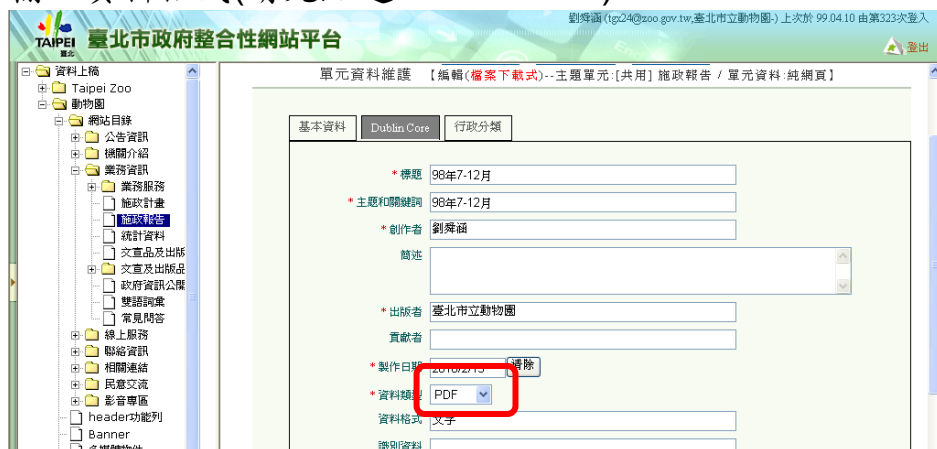 劉舜涵 (tgz24@zoo.gov.tw,臺北市立動物園-) 上次於 99.04.10 由第323次登入
TAIPEI 臺北
臺北市政府整合性網站平台
登出
資料上稿
Taipei Zoo
動物園
網站目錄
公告資訊
機關介紹
業務資訊
業務服務
施政計畫
施政報告
統計資料
文宣品及出版
文宣及出版品
政府資訊公開
雙語詞彙
常見問答
線上服務
聯絡資訊
相關連結
民意交流
影音專區
header功能列
Banner
單元資料維護 【編輯(檔案下載式)--主題單元:[共用] 施政報告 / 單元資料:純網頁】
基本資料 Dublin Core 行政分類
* 標題 98年7-12月
* 主題和關鍵詞 98年7-12月
* 創作者 劉舜涵
簡述
* 出版者 臺北市立動物園
貢獻者
* 製作日期 清除
* 資料類型 PDF
資料格式 文字
識別資料